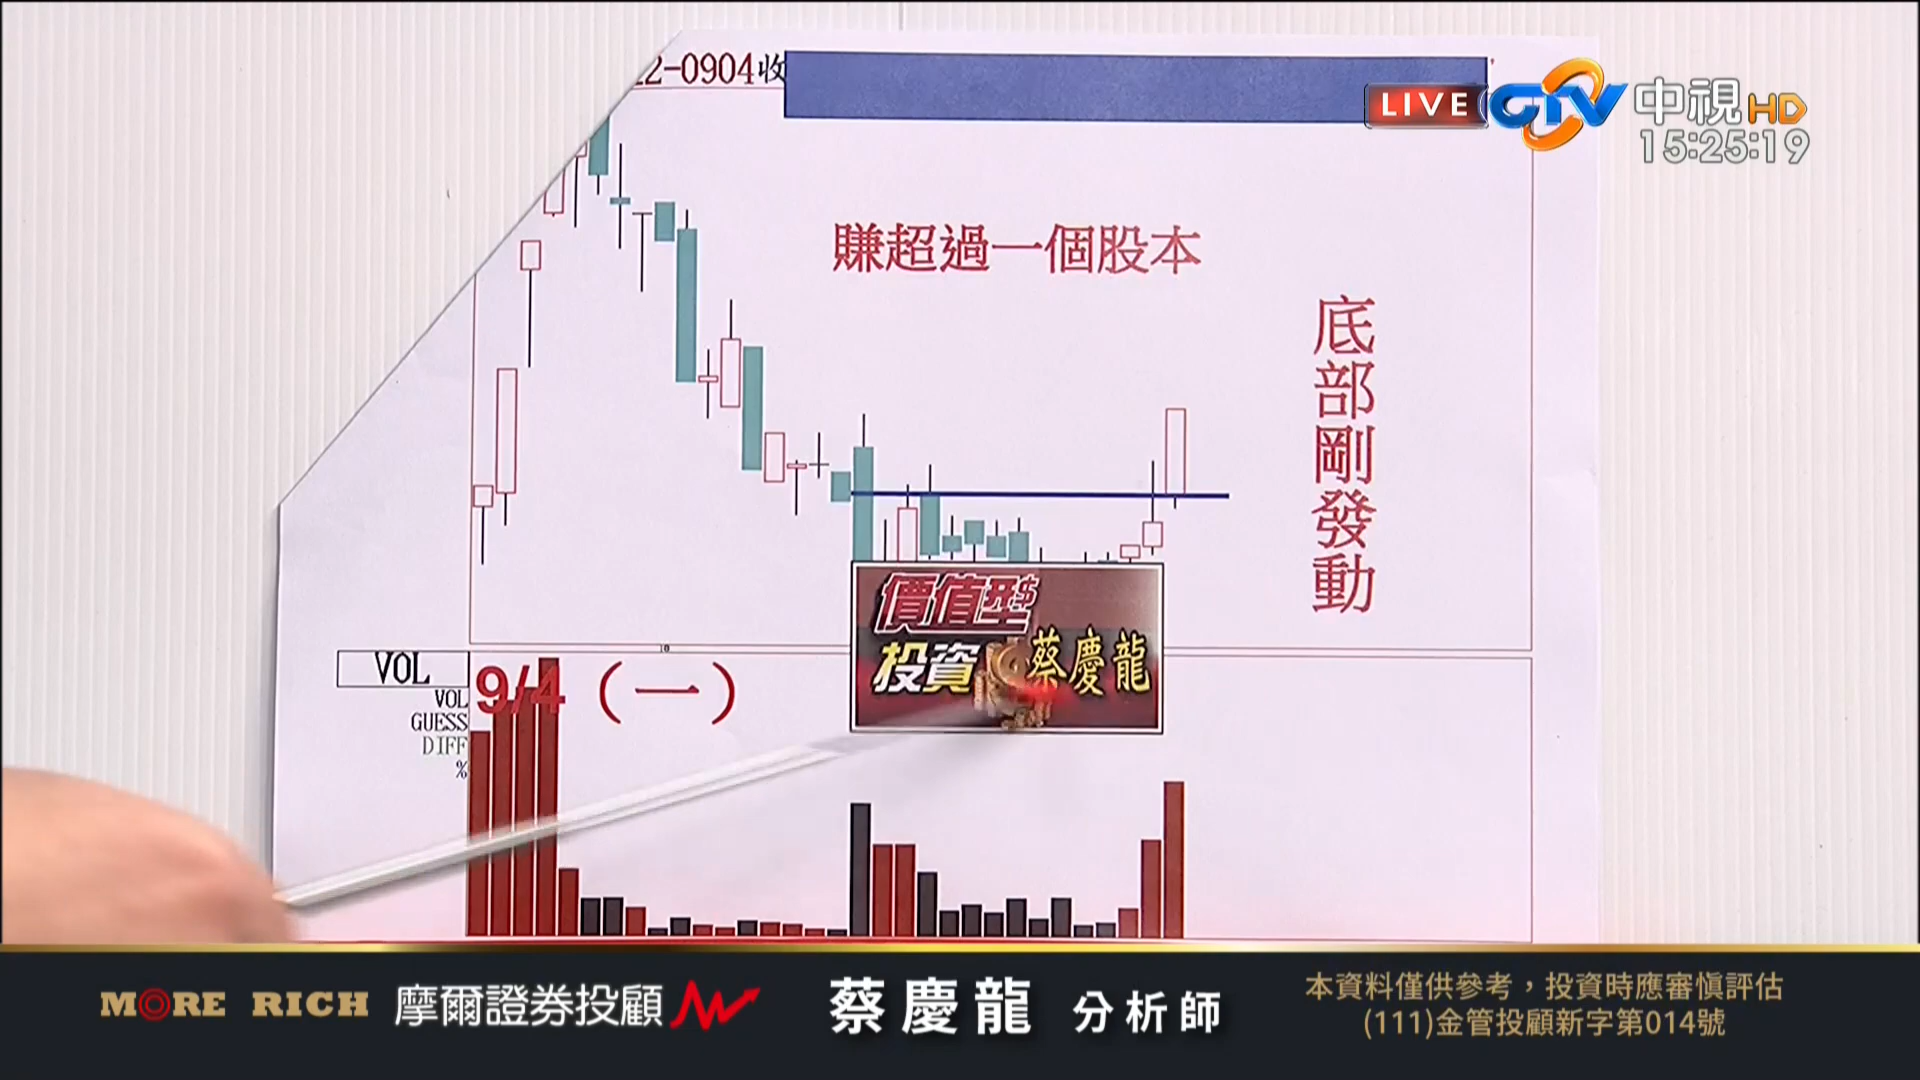 22-0904收
LIVE CTV 中視HD
15:25:19
賺超過一個股本
底部剛發動
價值型$
投資 蔡慶龍
10
VOL
9/4（一）
VOL
GUESS
DIFF
%
MORE RICH 摩爾證券投顧 蔡慶龍 分析師
本資料僅供參考，投資時應審慎評估
(111)金管投顧新字第014號